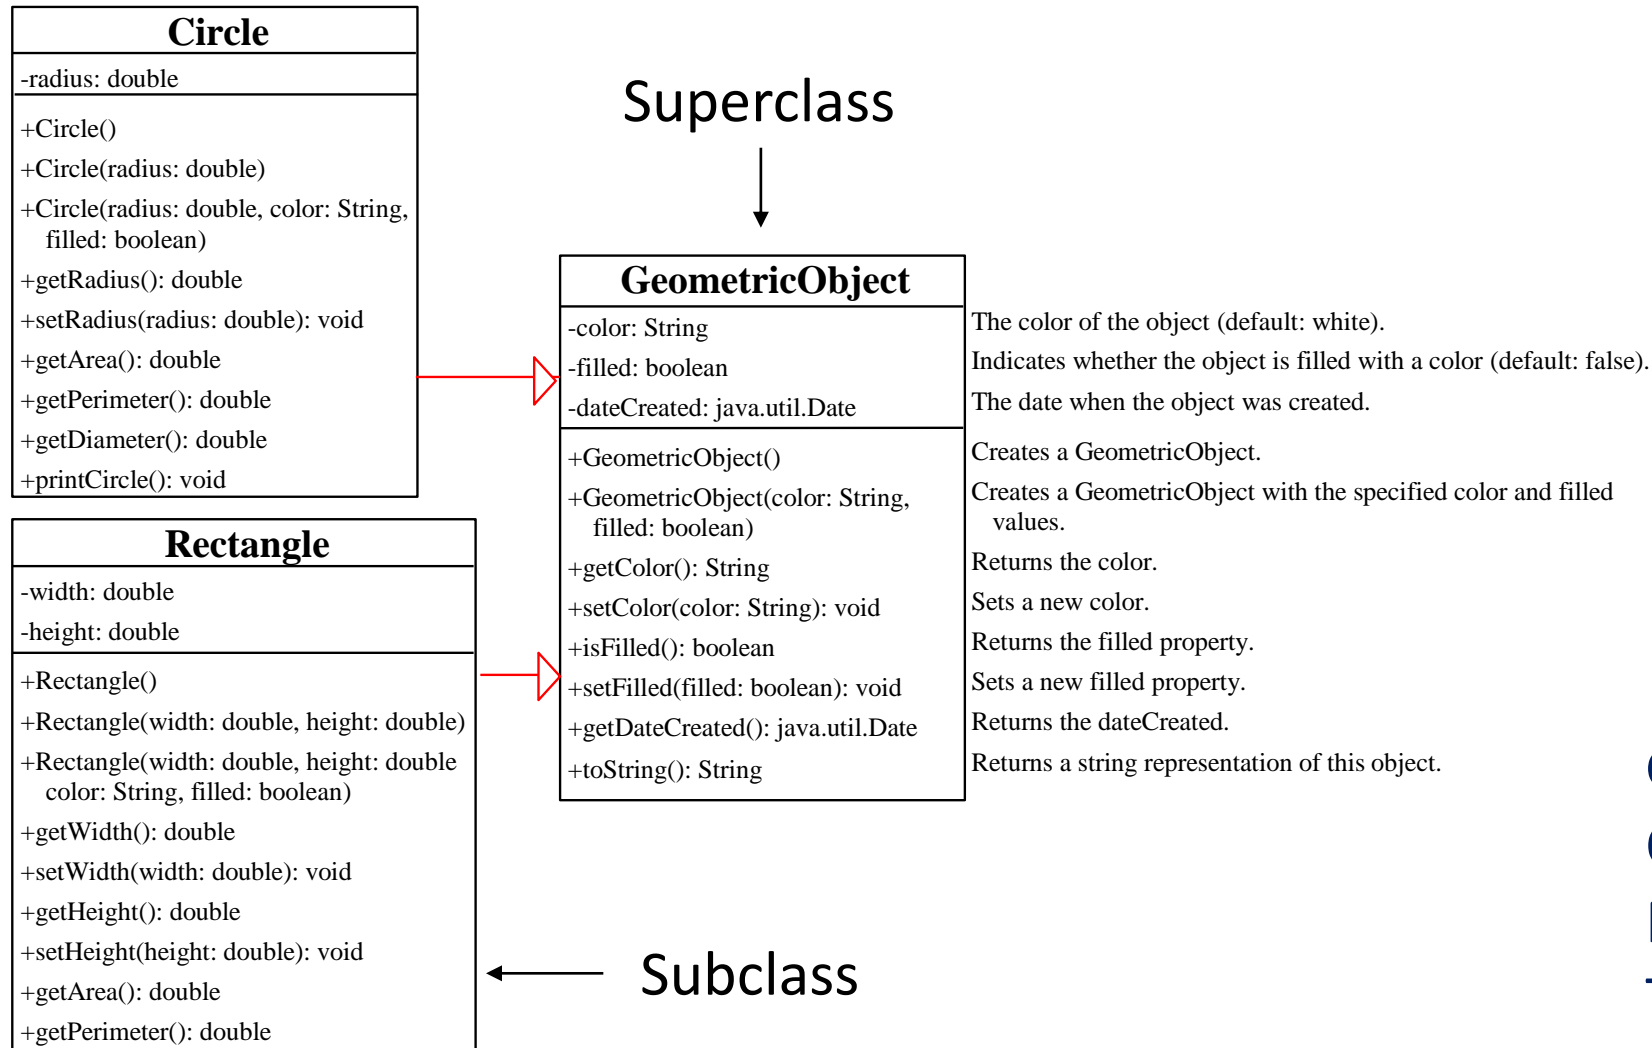 Circle
-radius: double
+Circle()
+Circle(radius: double)
+Circle(radius: double, color: String,
filled: boolean)
+getRadius(): double
+setRadius(radius: double): void
+getArea(): double
+getPerimeter(): double
+getDiameter(): double
+printCircle(): void
Rectangle
-width: double
-height: double
+Rectangle()
+Rectangle(width: double, height: double)
+Rectangle(width: double, height: double
color: String, filled: boolean)
+getWidth(): double
+setWidth(width: double): void
+getHeight(): double
+setHeight(height: double): void
+getArea(): double
+getPerimeter(): double
Superclass
GeometricObject
-color: String
-filled: boolean
-dateCreated: java.util.Date
+GeometricObject()
+GeometricObject(color: String,
filled: boolean)
+getColor(): String
+setColor(color: String): void
+isFilled(): boolean
+setFilled(filled: boolean): void
+getDateCreated(): java.util.Date
+toString(): String
The color of the object (default: white).
Indicates whether the object is filled with a color (default: false).
The date when the object was created.
Creates a GeometricObject.
Creates a GeometricObject with the specified color and filled
values.
Returns the color.
Sets a new color.
Returns the filled property.
Sets a new filled property.
Returns the dateCreated.
Returns a string representation of this object.
Subclass